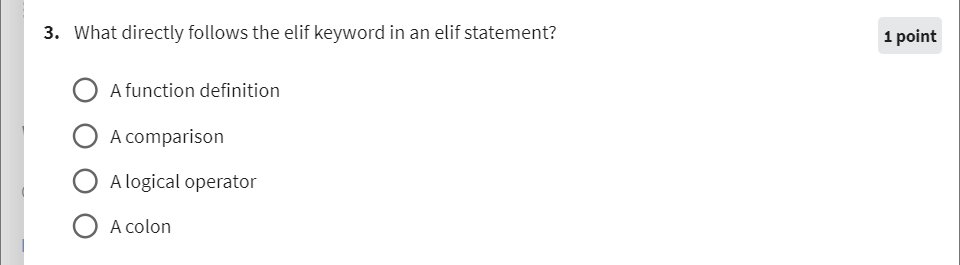 3. What directly follows the elif keyword in an elif statement?
1 point
A function definition
A comparison
A logical operator
A colon